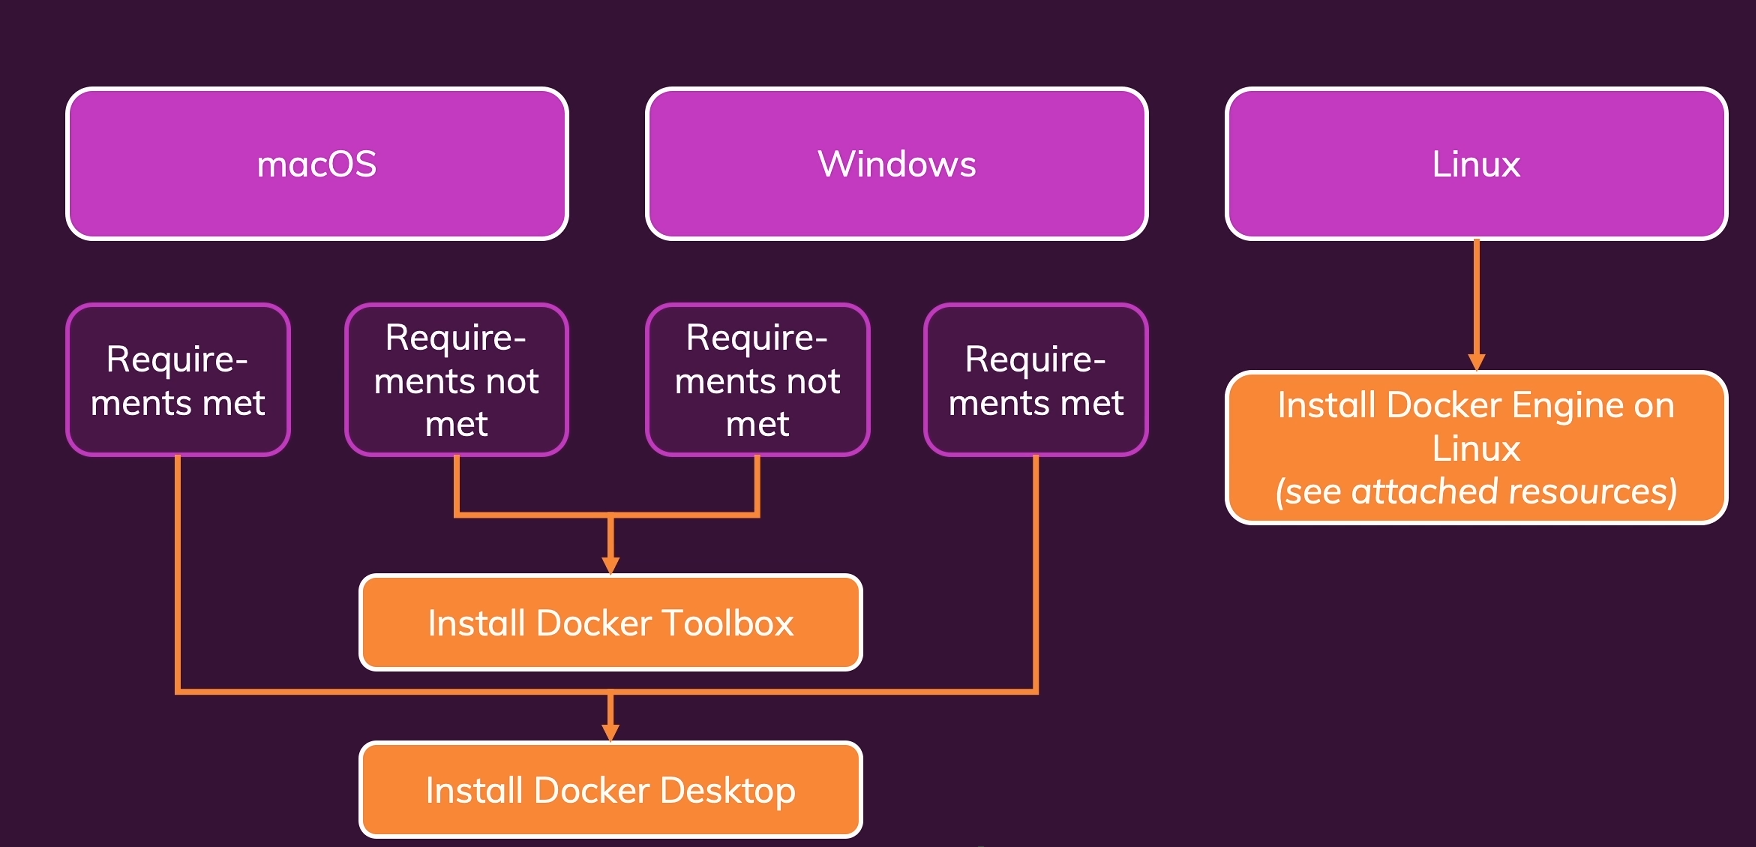 macOS
Windows
Linux
Require-
ments met
Require-
ments not
met
Require-
ments not
met
Require-
ments met
Install Docker Engine on
Linux
(see attached resources)
Install Docker Toolbox
Install Docker Desktop